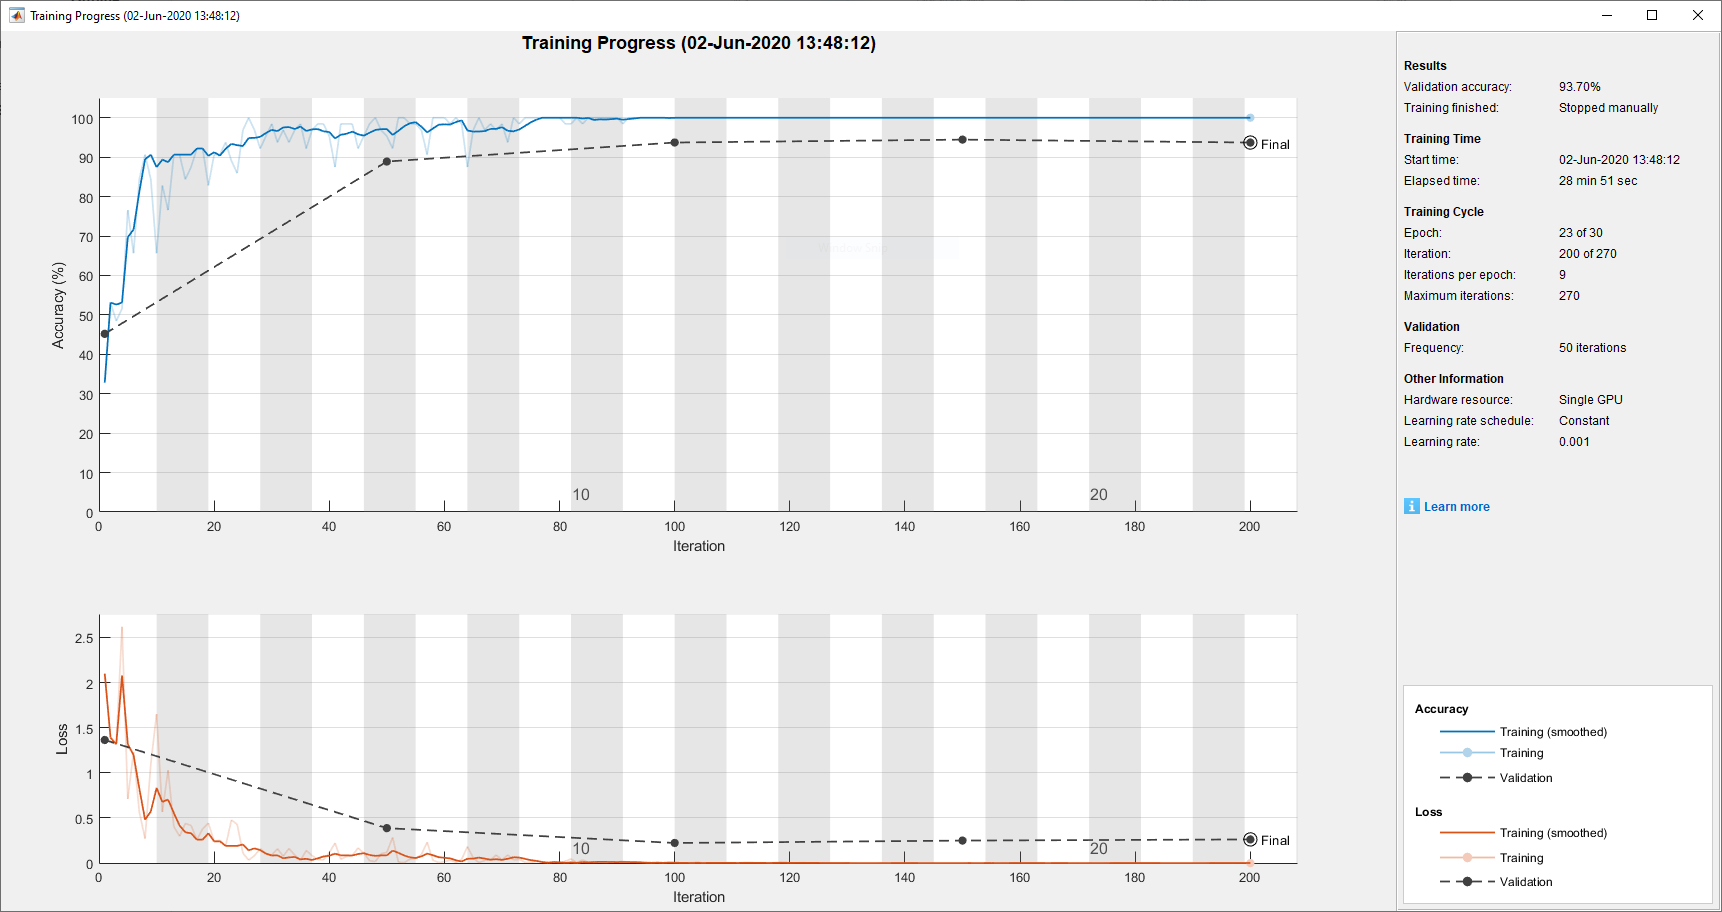 Training Progress (02-Jun-2020 13:48:12)
Training Progress (02-Jun-2020 13:48:12)
Accuracy (%)
100
90
80
70
60
50
40
30
20
10
0
10
20
Final
0 20 40 60 80 100 120 140 160 180 200
Iteration
Loss
2.5
2
1.5
1
0.5
0
10
20
Final
0 20 40 60 80 100 120 140 160 180 200
Iteration
Results
Validation accuracy: 93.70%
Training finished: Stopped manually
Training Time
Start time: 02-Jun-2020 13:48:12
Elapsed time: 28 min 51 sec
Training Cycle
Epoch: 23 of 30
Iteration: 200 of 270
Iterations per epoch: 9
Maximum iterations: 270
Validation
Frequency: 50 iterations
Other Information
Hardware resource: Single GPU
Learning rate schedule: Constant
Learning rate: 0.001
i Learn more
Accuracy
Training (smoothed)
Training
Validation
Loss
Training (smoothed)
Training
Validation